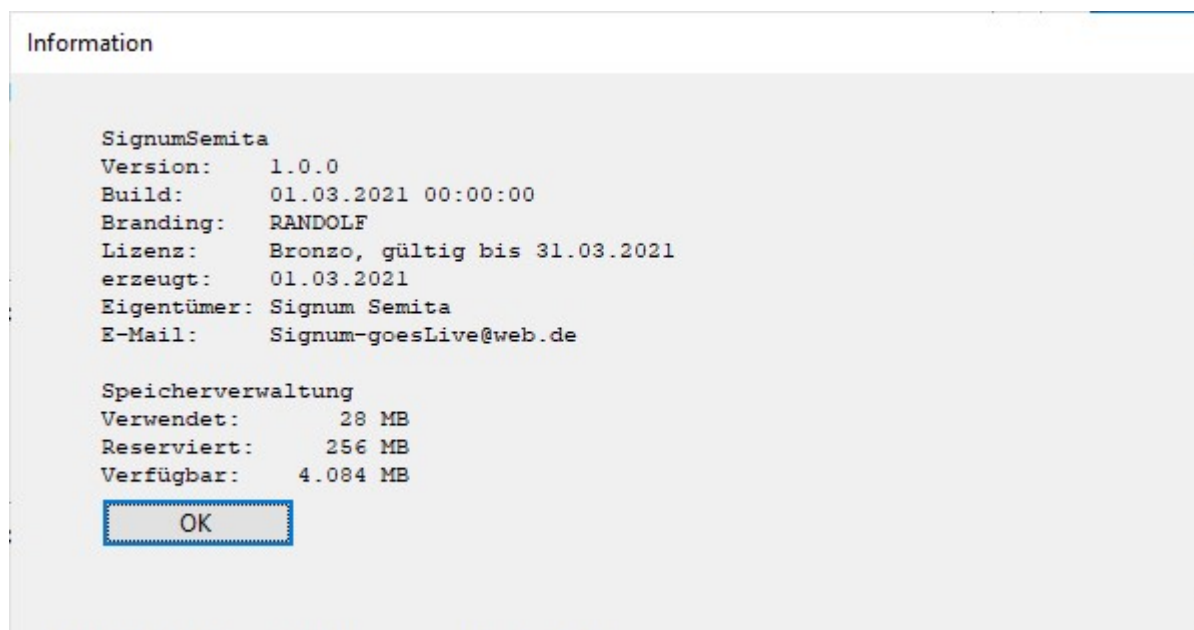 Information
SignumSemita
Version: 1.0.0
Build: 01.03.2021 00:00:00
Branding: RANDOLF
Lizenz: Bronzo, gültig bis 31.03.2021
erzeugt: 01.03.2021
Eigentümer: Signum Semita
E-Mail: Signum-goesLive@web.de
Speicherverwaltung
Verwendet: 28 MB
Reserviert: 256 MB
Verfügbar: 4.084 MB
OK